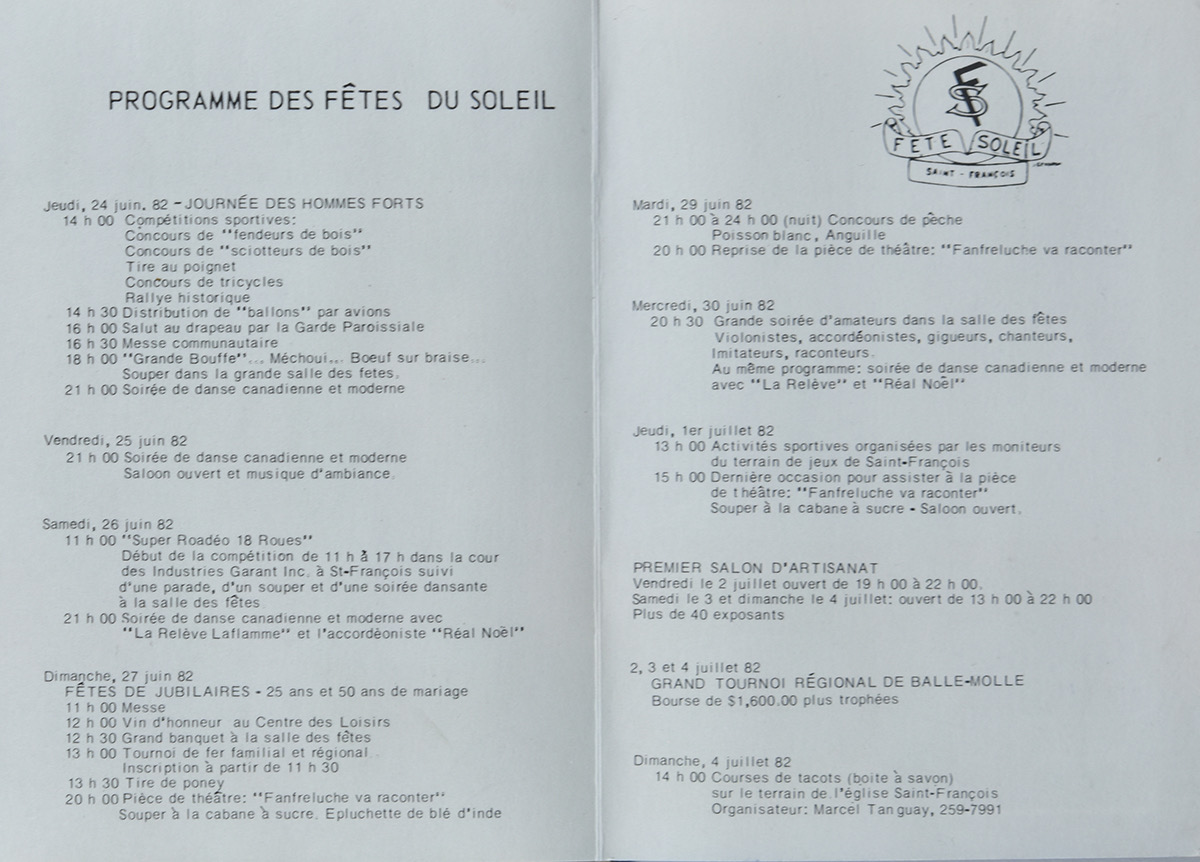 PROGRAMME DES FÊTES DU SOLEIL
Jeudi, 24 juin. 82 - JOURNÉE DES HOMMES FORTS
14 h 00 Compétitions sportives:
Concours de "fendeurs de bois"
Concours de "sciotteurs de bois"
Tire au poignet
Concours de tricycles
Rallye historique
14 h 30 Distribution de "ballons" par avions
16 h 00 Salut au drapeau par la Garde Paroissiale
16 h 30 Messe communautaire
18 h 00 "Grande Bouffe"... Méchoui... Boeuf sur braise...
Souper dans la grande salle des fetes.
21 h 00 Soirée de danse canadienne et moderne
Vendredi, 25 juin 82
21 h 00 Soirée de danse canadienne et moderne
Saloon ouvert et musique d'ambiance.
Samedi, 26 juin 82
11 h 00 "Super Roadéo 18 Roues"
Début de la compétition de 11 h à 17 h dans la cour
des Industries Garant Inc. à St-François suivi
d'une parade, d'un souper et d'une soirée dansante
à la salle des fêtes.
21 h 00 Soirée de danse canadienne et moderne avec
"La Relève Laflamme" et l'accordèoniste "Réal Noël"
Dimanche, 27 juin 82
FÊTES DE JUBILAIRES - 25 ans et 50 ans de mariage
11 h 00 Messe
12 h 00 Vin d'honneur au Centre des Loisirs
12 h 30 Grand banquet à la salle des fêtes
13 h 00 Tournoi de fer familial et régional
Inscription à partir de 11 h 30
13 h 30 Tire de poney
20 h 00 Pièce de théâtre: "Fanfreluche va raconter"
Souper à la cabane à sucre. Epluchette de blé d'inde
FSF
FÊTE SOLEIL
SAINT - FRANÇOIS
Mardi, 29 juin 82
21 h 00 à 24 h 00 (nuit) Concours de pêche
Poisson blanc, Anguille
20 h 00 Reprise de la pièce de théâtre: "Fanfreluche va raconter"
Mercredi, 30 juin 82
20 h 30 Grande soirée d'amateurs dans la salle des fêtes
Violonistes, accordéonistes, gigueurs, chanteurs,
Imitateurs, raconteurs.
Au même programme: soirée de danse canadienne et moderne
avec "La Relève" et "Réal Noël"
Jeudi, 1er juillet 82
13 h 00 Activités sportives organisées par les moniteurs
du terrain de jeux de Saint-François
15 h 00 Dernière occasion pour assister à la pièce
de théâtre: "Fanfreluche va raconter"
Souper à la cabane à sucre - Saloon ouvert.
PREMIER SALON D'ARTISANAT
Vendredi le 2 juillet ouvert de 19 h 00 à 22 h 00.
Samedi le 3 et dimanche le 4 juillet: ouvert de 13 h 00 à 22 h 00
Plus de 40 exposants
2, 3 et 4 juillet 82
GRAND TOURNOI RÉGIONAL DE BALLE-MOLLE
Bourse de $1,600.00 plus trophées
Dimanche, 4 juillet 82
14 h 00 Courses de tacots (boite à savon)
sur le terrain de l'église Saint-François
Organisateur: Marcel Tanguay, 259-7991